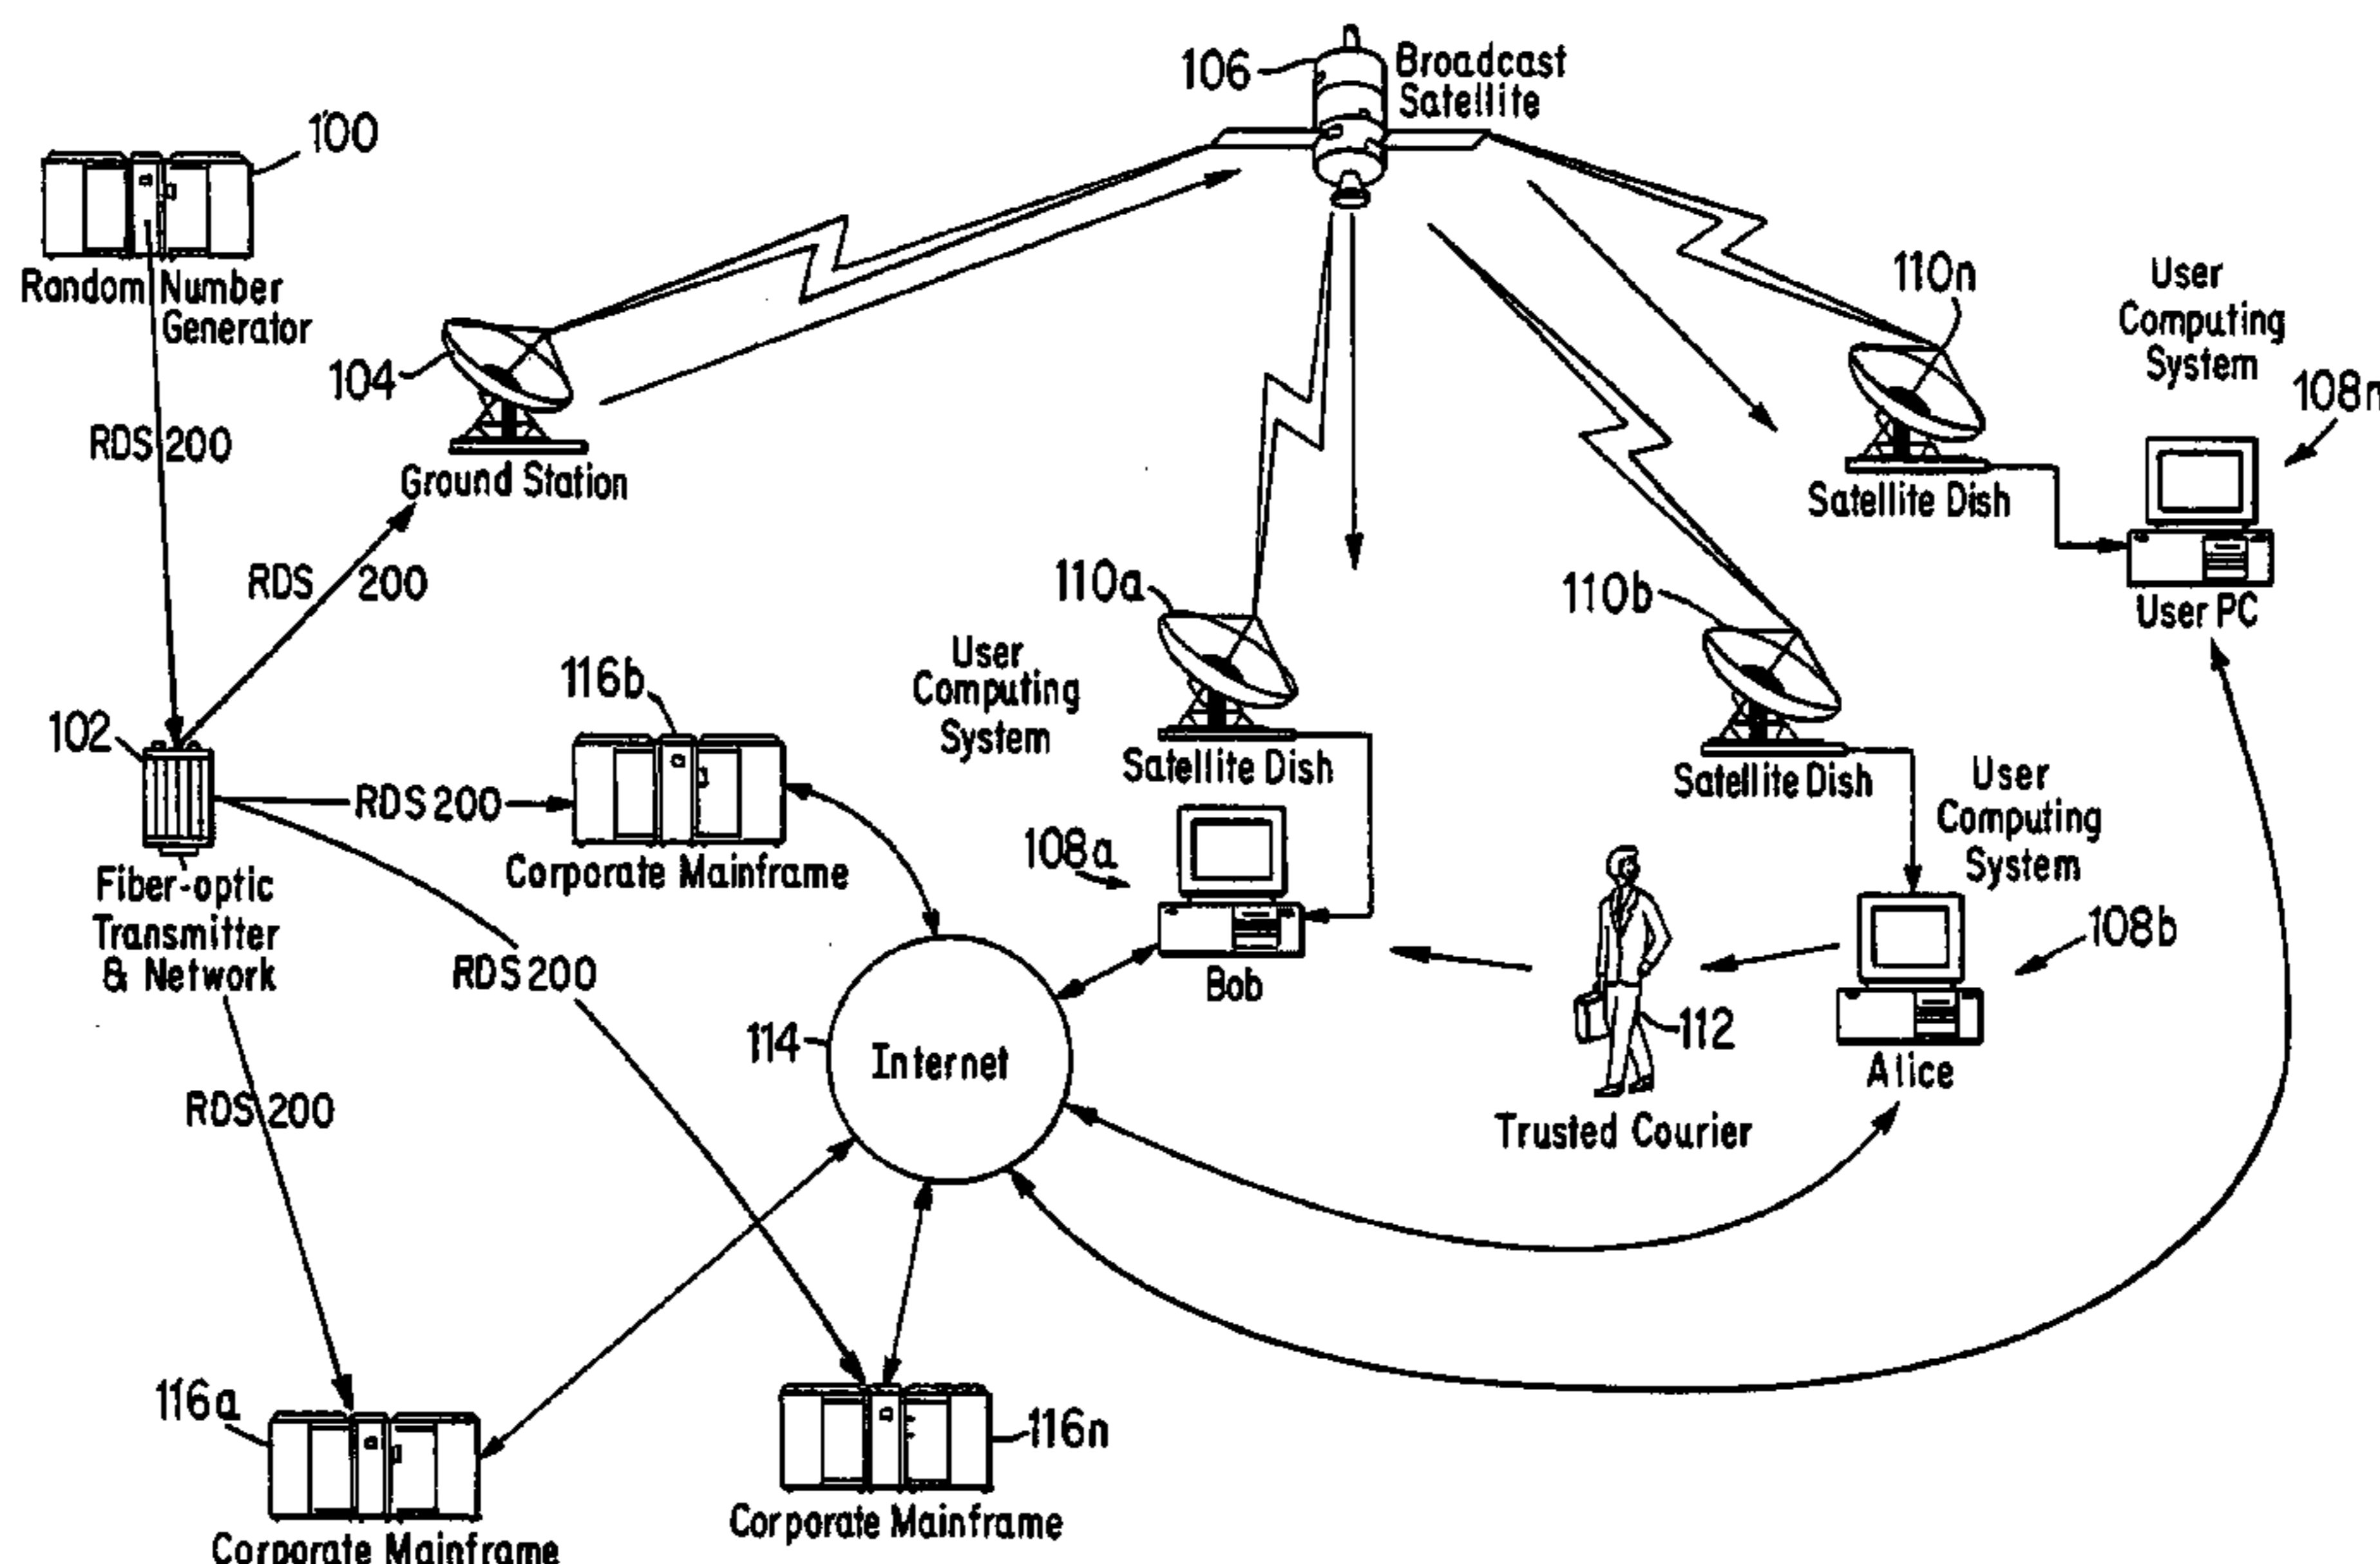 106
Broadcast
Satellite
100
Random Number
Generator
104
Ground Station
RDS 200
RDS 200
110n
User
Computing
System
108n
Satellite Dish
User PC
110a
110b
User
Computing
System
Satellite Dish
Satellite Dish
User
Computing
System
102
116b
RDS 200
Corporate Mainframe
Fiber-optic
Transmitter
& Network
108a
Bob
108b
RDS 200
114
Internet
112
Alice
Trusted Courier
RDS 200
116a
116n
Corporate Mainframe
Corporate Mainframe